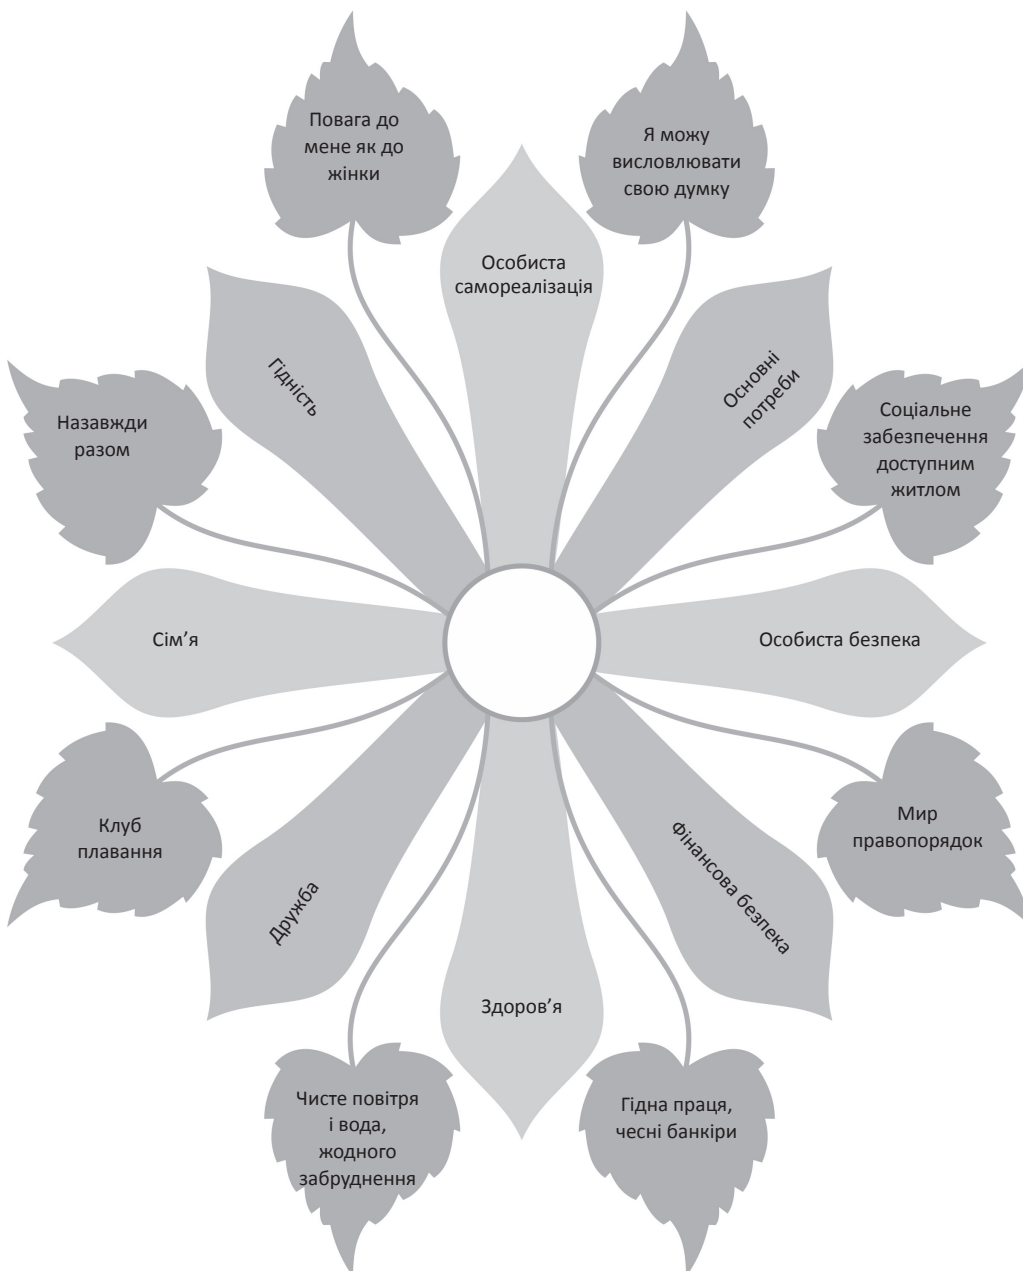 Повага до
мене як до
жінки
Я можу
висловлювати
свою думку
Особиста
самореалізація
Гідність
Основні
потреби
Назавжди
разом
Соціальне
забезпечення
доступним
житлом
Сім’я
Особиста безпека
Клуб
плавання
Мир
правопорядок
Дружба
Фінансова безпека
Здоров’я
Чисте повітря
і вода,
жодного
забруднення
Гідна праця,
чесні банкіри